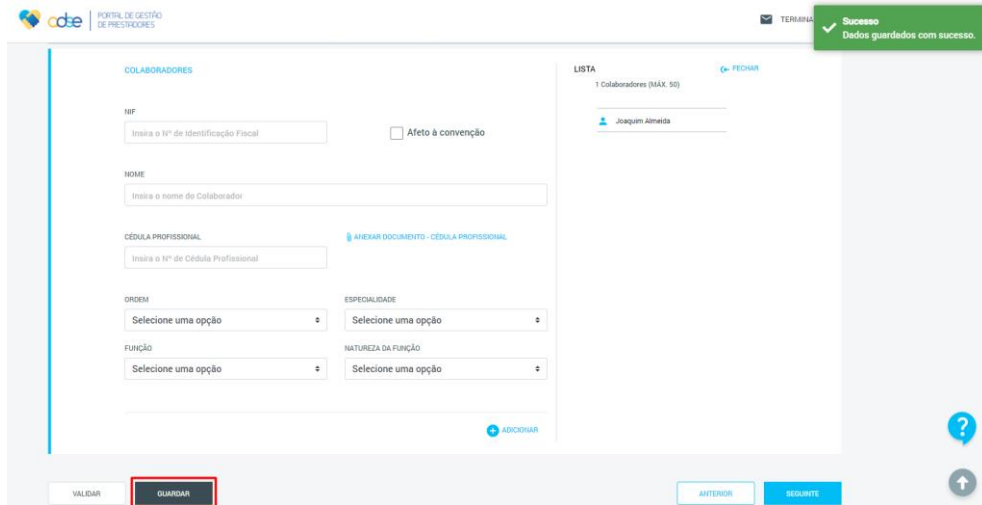 adse
PORTAL DE GESTÃO
DE PRESTADORES
TERMINA
Sucesso
Dados guardados com sucesso.
COLABORADORES
LISTA
FECHAR
1 Colaboradores (MÁX. 50)
Joaquim Almeida
NIF
Insira o Nº de Identificação Fiscal
Afeto à convenção
NOME
Insira o nome do Colaborador
CÉDULA PROFISSIONAL
ANEXAR DOCUMENTO - CÉDULA PROFISSIONAL
Insira o Nº de Cédula Profissional
ORDEM
ESPECIALIDADE
Selecione uma opção
Selecione uma opção
FUNÇÃO
NATUREZA DA FUNÇÃO
Selecione uma opção
Selecione uma opção
ADICIONAR
?
VALIDAR
GUARDAR
ANTERIOR
SEGUINTE